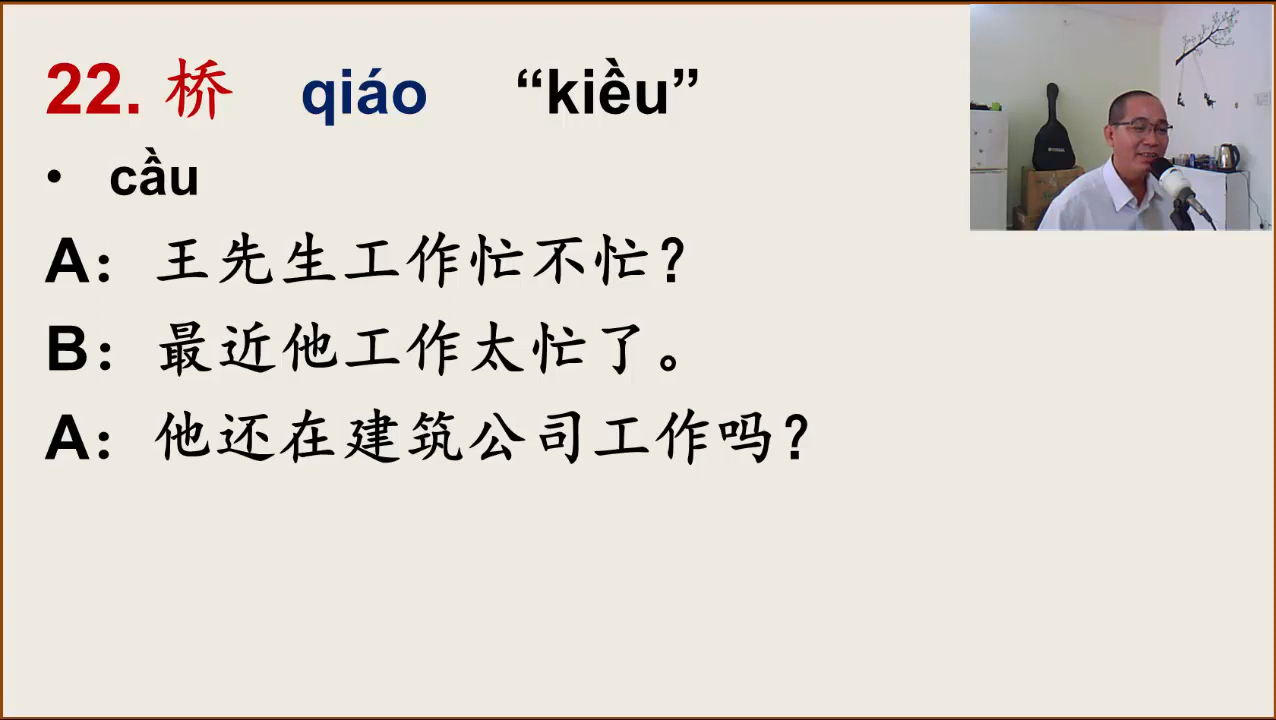 22. 桥 qiáo “kiều”
• cầu
A：王先生工作忙不忙？
B：最近他工作太忙了。
A：他还在建筑公司工作吗？